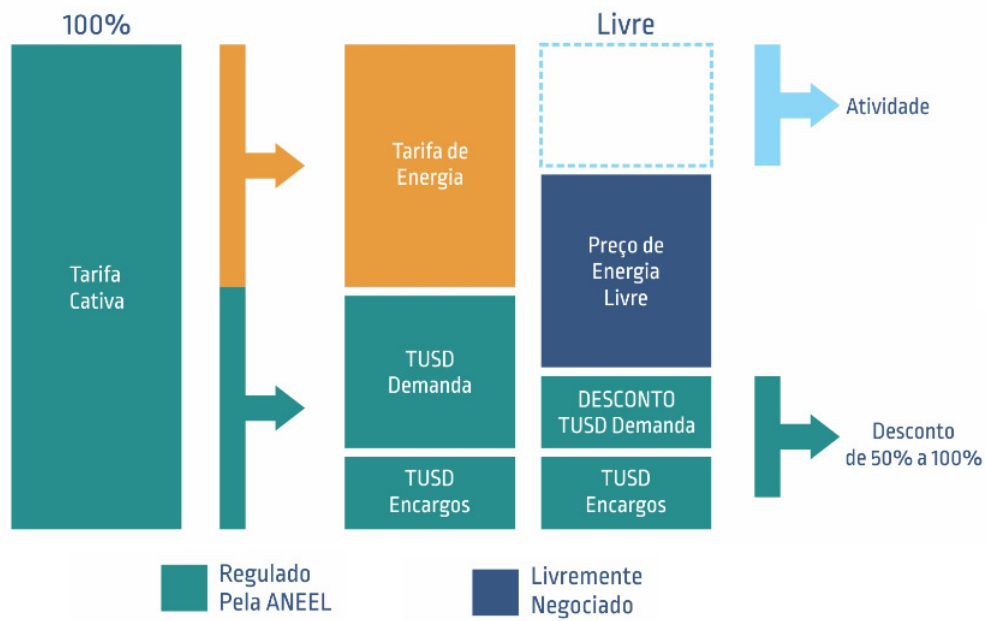 100%
Livre
Tarifa
Cativa
Tarifa de
Energia
TUSD
Demanda
TUSD
Encargos
Preço de
Energia
Livre
DESCONTO
TUSD Demanda
TUSD
Encargos
Atividade
Desconto
de 50% a 100%
Regulado
Pela ANEEL
Livremente
Negociado